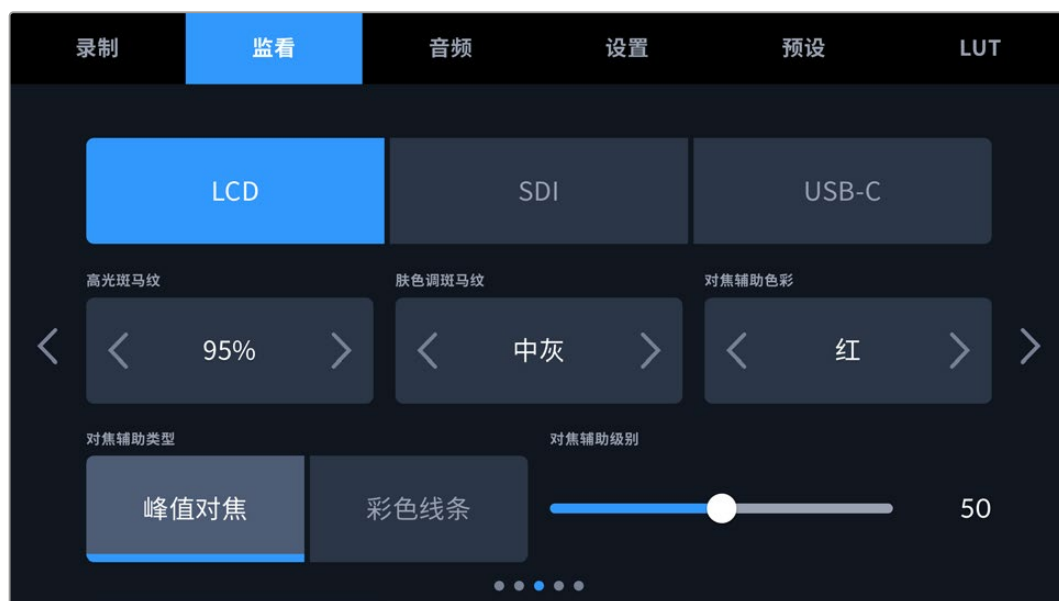 录制 监看 音频 设置 预设 LUT
LCD SDI USB-C
高光斑马纹 肤色调斑马纹 对焦辅助色彩
95% 中灰 红
对焦辅助类型 对焦辅助级别
峰值对焦 彩色线条 50